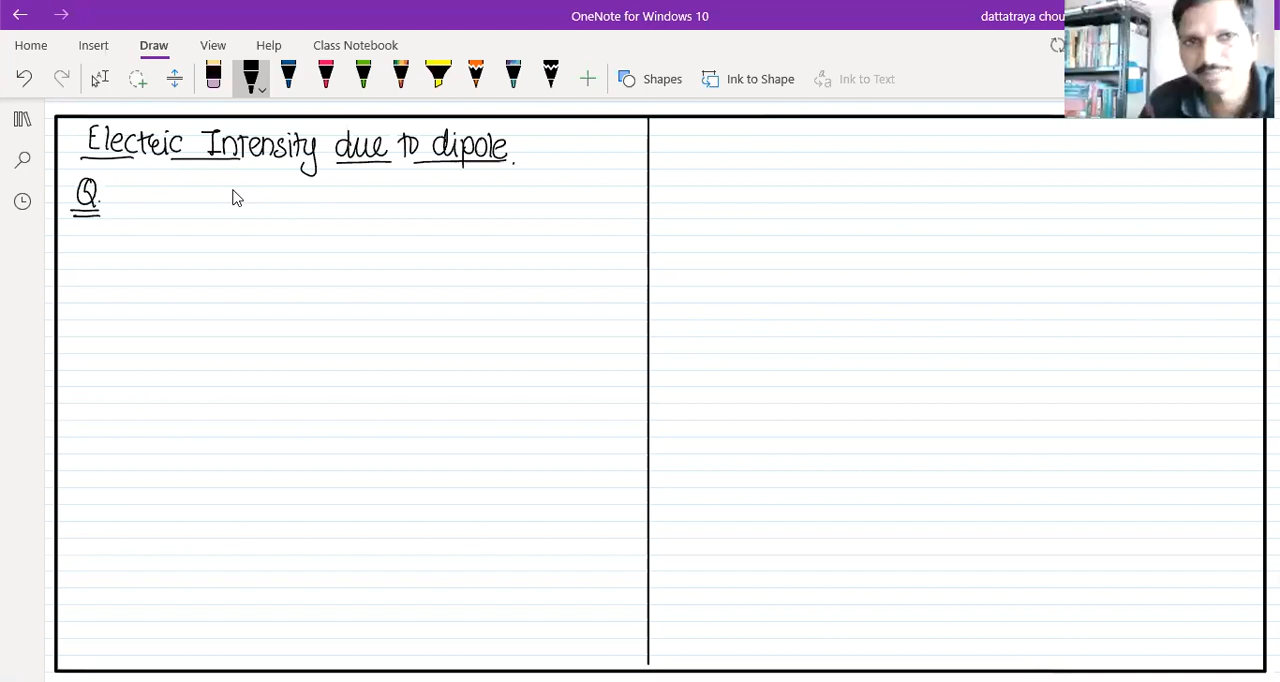 OneNote for Windows 10
dattatraya chou
Home Insert Draw View Help Class Notebook
Shapes Ink to Shape Ink to Text
Electric Intensity due to dipole.
Q.